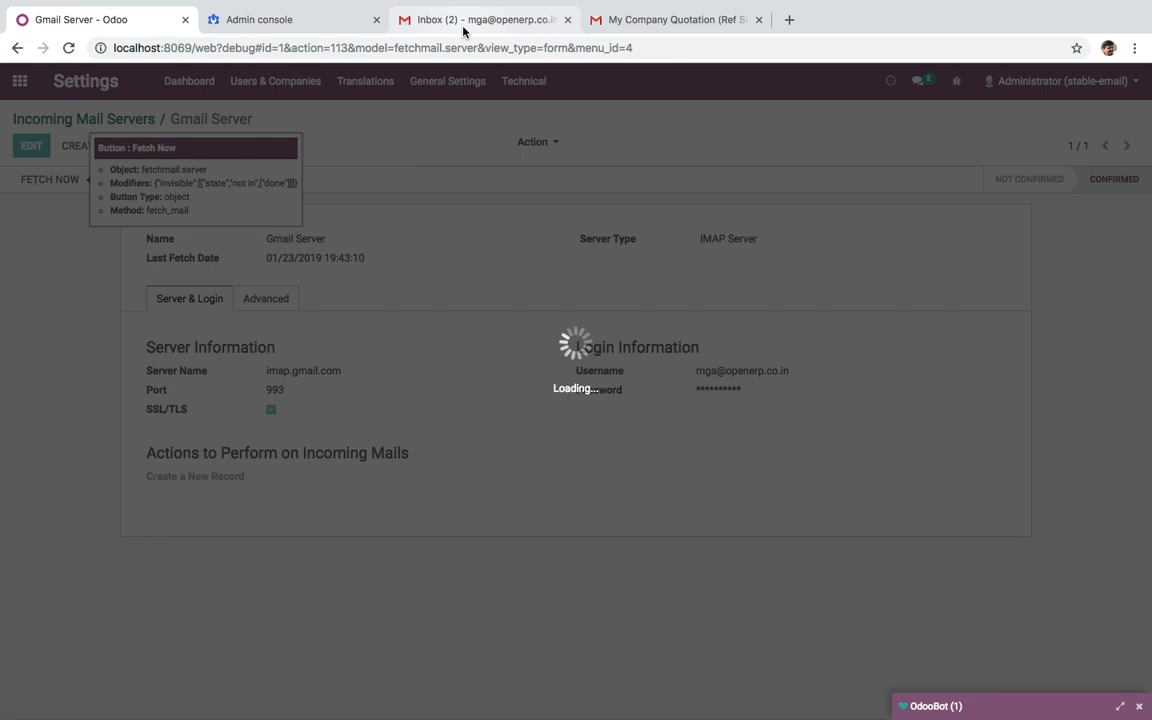 Gmail Server - Odoo
Admin console
Inbox (2) - mga@openerp.co.in
My Company Quotation (Ref S
localhost:8069/web?debug#id=1&action=113&model=fetchmail.server&view_type=form&menu_id=4
Settings
Dashboard
Users & Companies
Translations
General Settings
Technical
2
Administrator (stable-email)
Incoming Mail Servers / Gmail Server
EDIT
CREA
Action
1 / 1
Button : Fetch Now
Object: fetchmail.server
Modifiers: {"invisible":[["state","not in",["done"]]]}
Button Type: object
Method: fetch_mail
FETCH NOW
NOT CONFIRMED
CONFIRMED
Name
Gmail Server
Server Type
IMAP Server
Last Fetch Date
01/23/2019 19:43:10
Server & Login
Advanced
Server Information
Login Information
Server Name
imap.gmail.com
Username
mga@openerp.co.in
Port
993
Loading...
word
**********
SSL/TLS
Actions to Perform on Incoming Mails
Create a New Record
OdooBot (1)